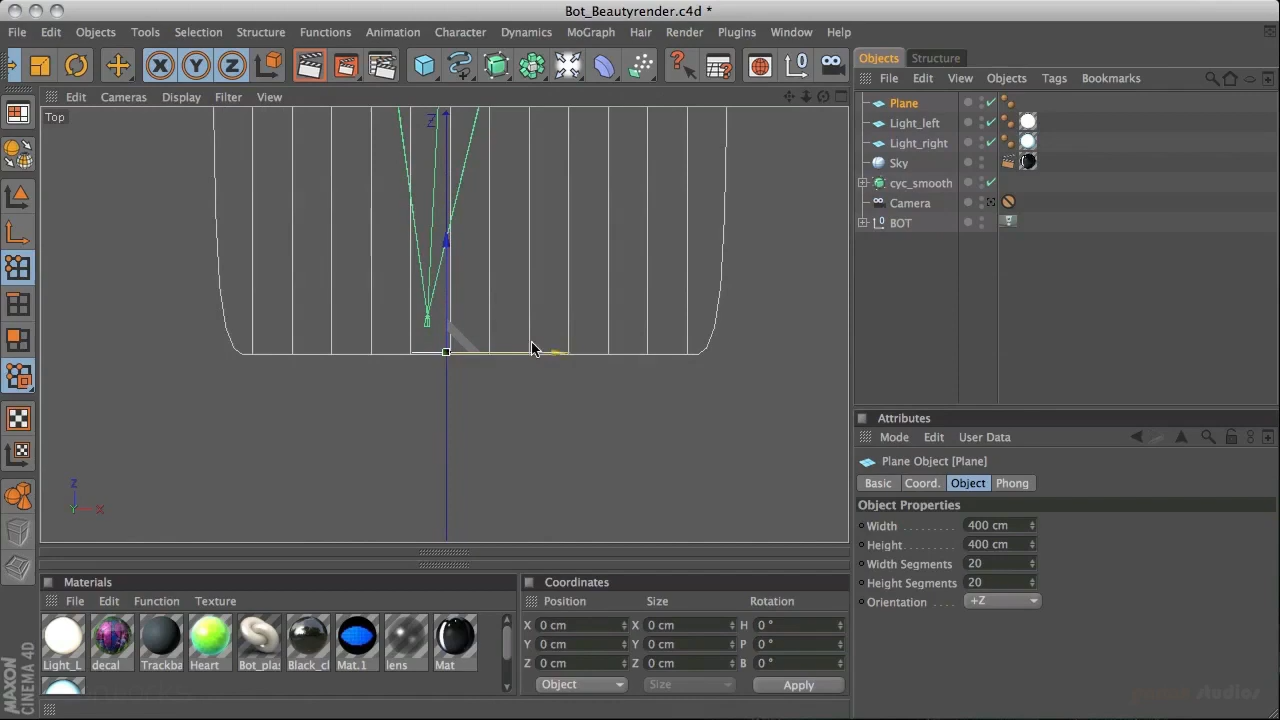 Bot_Beautyrender.c4d *
File Edit Objects Tools Selection Structure Functions Animation Character Dynamics MoGraph Hair Render Plugins Window Help
X Y Z
Objects Structure
File Edit View Objects Tags Bookmarks
Edit Cameras Display Filter View
Top
Z
Plane
Light_left
Light_right
Sky
cyc_smooth
Camera
BOT
Attributes
Mode Edit User Data
Plane Object [Plane]
Basic Coord. Object Phong
Object Properties
Width 400 cm
Height 400 cm
Width Segments 20
Height Segments 20
Orientation +Z
Z
Y X
Materials
File Edit Function Texture
Light_L decal Trackba Heart Bot_plas Black_cl Mat.1 lens Mat
Coordinates
Position Size Rotation
X 0 cm X 0 cm H 0 °
Y 0 cm Y 0 cm P 0 °
Z 0 cm Z 0 cm B 0 °
Object Size Apply
MAXON
CINEMA 4D
studios